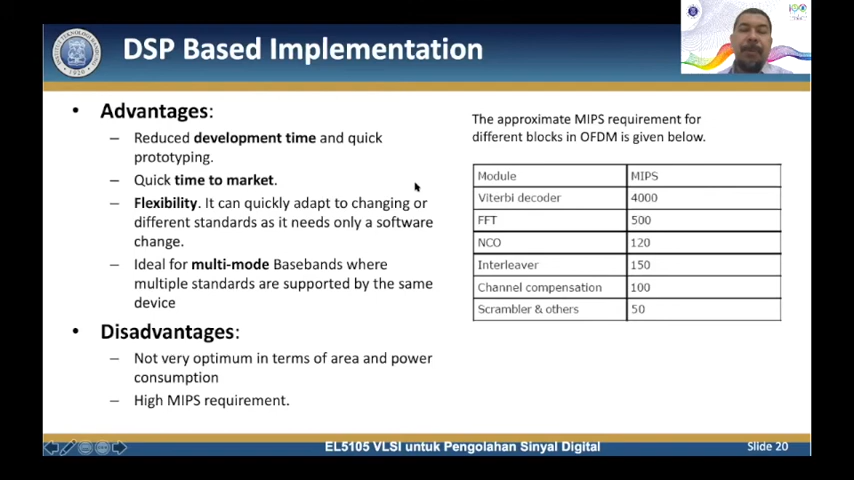 DSP Based Implementation
• Advantages:
– Reduced development time and quick
prototyping.
– Quick time to market.
– Flexibility. It can quickly adapt to changing or
different standards as it needs only a software
change.
– Ideal for multi-mode Basebands where
multiple standards are supported by the same
device
• Disadvantages:
– Not very optimum in terms of area and power
consumption
– High MIPS requirement.
The approximate MIPS requirement for
different blocks in OFDM is given below.
Module MIPS
Viterbi decoder 4000
FFT 500
NCO 120
Interleaver 150
Channel compensation 100
Scrambler & others 50
EL5105 VLSI untuk Pengolahan Sinyal Digital
Slide 20